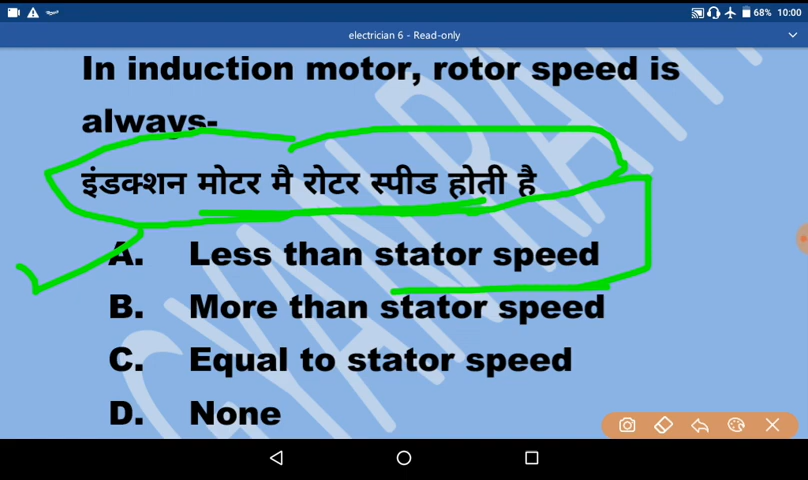 68% 10:00
electrician 6 - Read-only
In induction motor, rotor speed is
always-
इंडक्शन मोटर मै रोटर स्पीड होती है
A. Less than stator speed
B. More than stator speed
C. Equal to stator speed
D. None